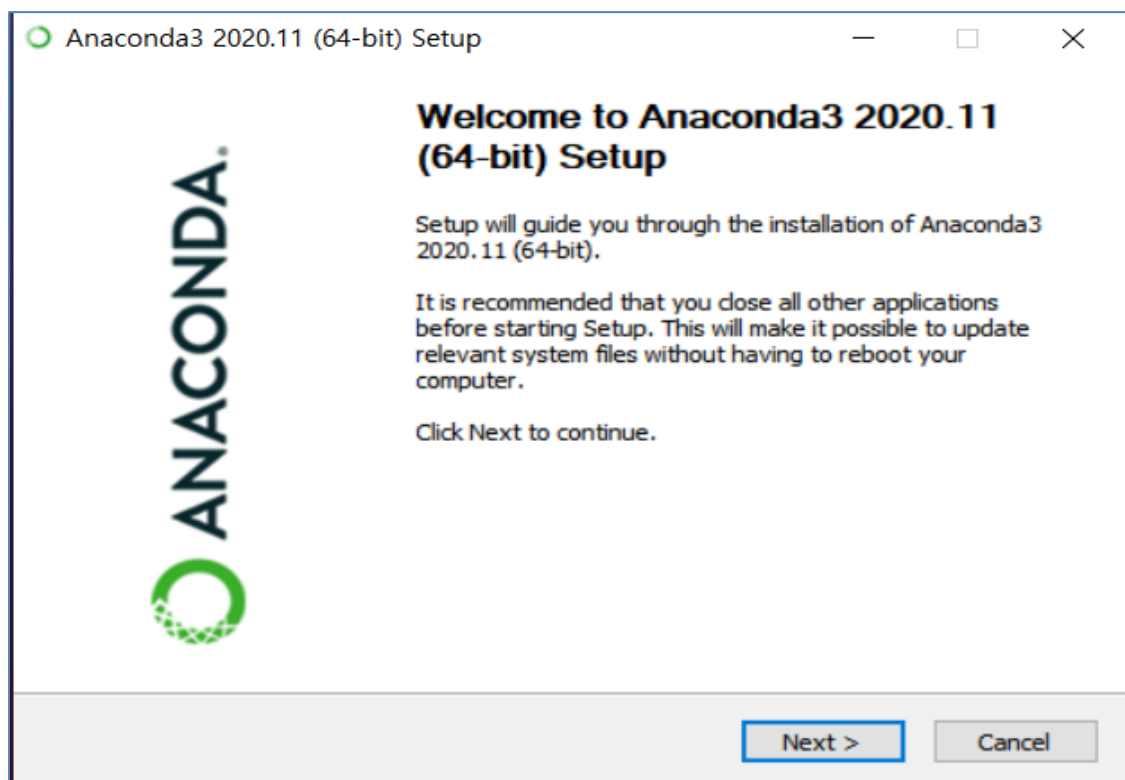 Anaconda3 2020.11 (64-bit) Setup
Welcome to Anaconda3 2020.11
(64-bit) Setup
Setup will guide you through the installation of Anaconda3
2020.11 (64-bit).
It is recommended that you close all other applications
before starting Setup. This will make it possible to update
relevant system files without having to reboot your
computer.
Click Next to continue.
ANACONDA.
Next >
Cancel